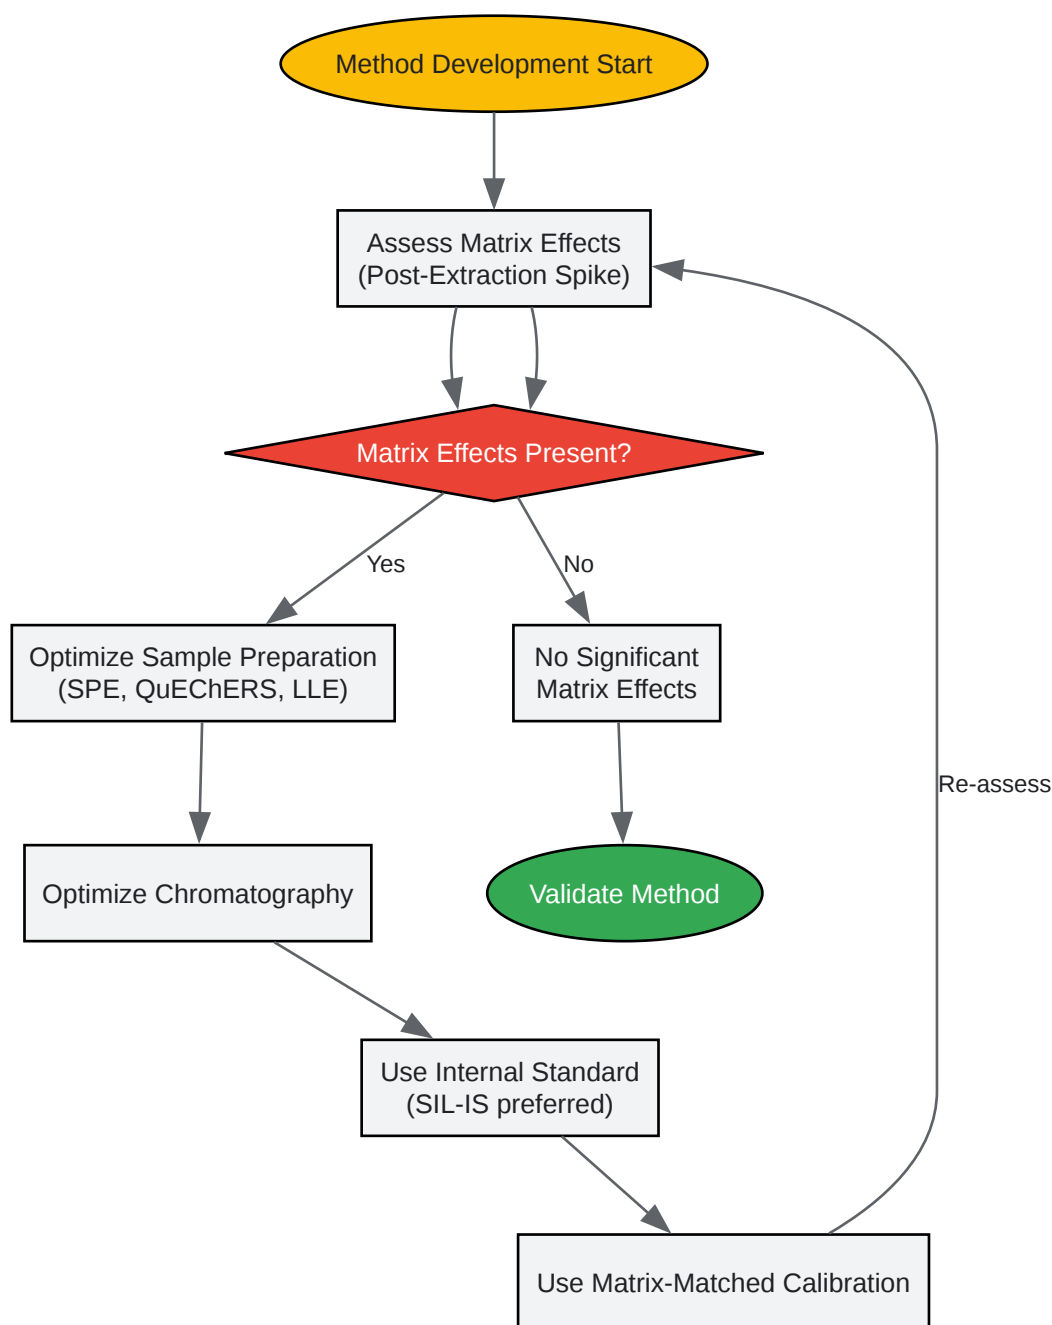 Method Development Start
Assess Matrix Effects
(Post-Extraction Spike)
Matrix Effects Present?
Yes
No
Optimize Sample Preparation
(SPE, QuEChERS, LLE)
No Significant
Matrix Effects
Re-assess
Optimize Chromatography
Validate Method
Use Internal Standard
(SIL-IS preferred)
Use Matrix-Matched Calibration